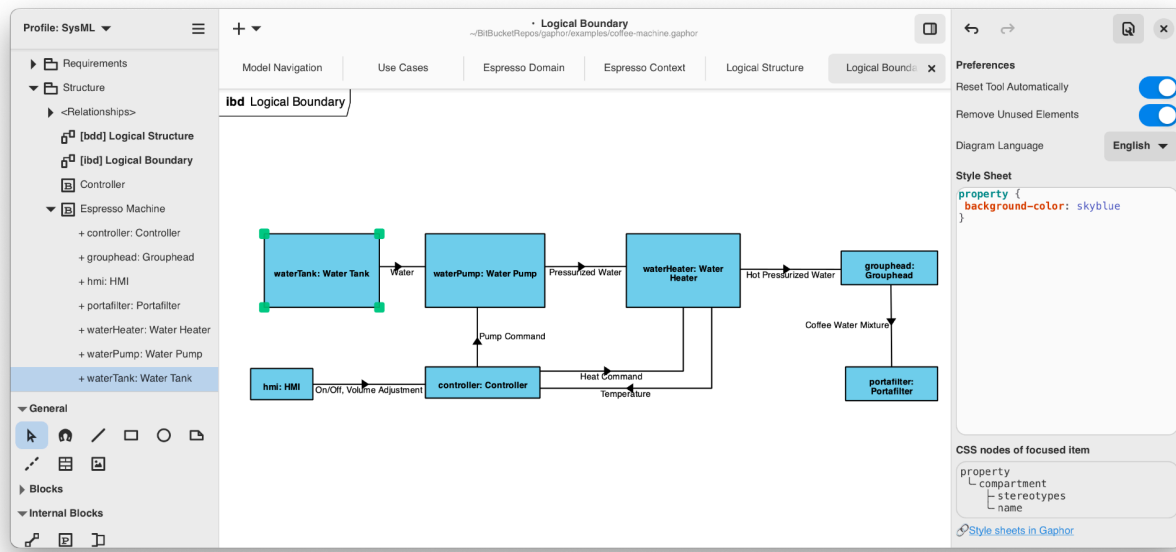 Profile: SysML
Requirements
Structure
<Relationships>
[bdd] Logical Structure
[ibd] Logical Boundary
B Controller
B Espresso Machine
+ controller: Controller
+ grouphead: Grouphead
+ hmi: HMI
+ portafilter: Portafilter
+ waterHeater: Water Heater
+ waterPump: Water Pump
+ waterTank: Water Tank
General
Blocks
Internal Blocks
P
• Logical Boundary
~/BitBucketRepos/gaphor/examples/coffee-machine.gaphor
Model Navigation
Use Cases
Espresso Domain
Espresso Context
Logical Structure
Logical Bounda
ibd Logical Boundary
waterTank: Water Tank
Water
waterPump: Water Pump
Pressurized Water
waterHeater: Water
Heater
Hot Pressurized Water
grouphead:
Grouphead
Coffee Water Mixture
Pump Command
hmi: HMI
On/Off, Volume Adjustment
controller: Controller
Heat Command
Temperature
portafilter:
Portafilter
Preferences
Reset Tool Automatically
Remove Unused Elements
Diagram Language
English
Style Sheet
property {
background-color: skyblue
}
CSS nodes of focused item
property
compartment
stereotypes
name
Style sheets in Gaphor